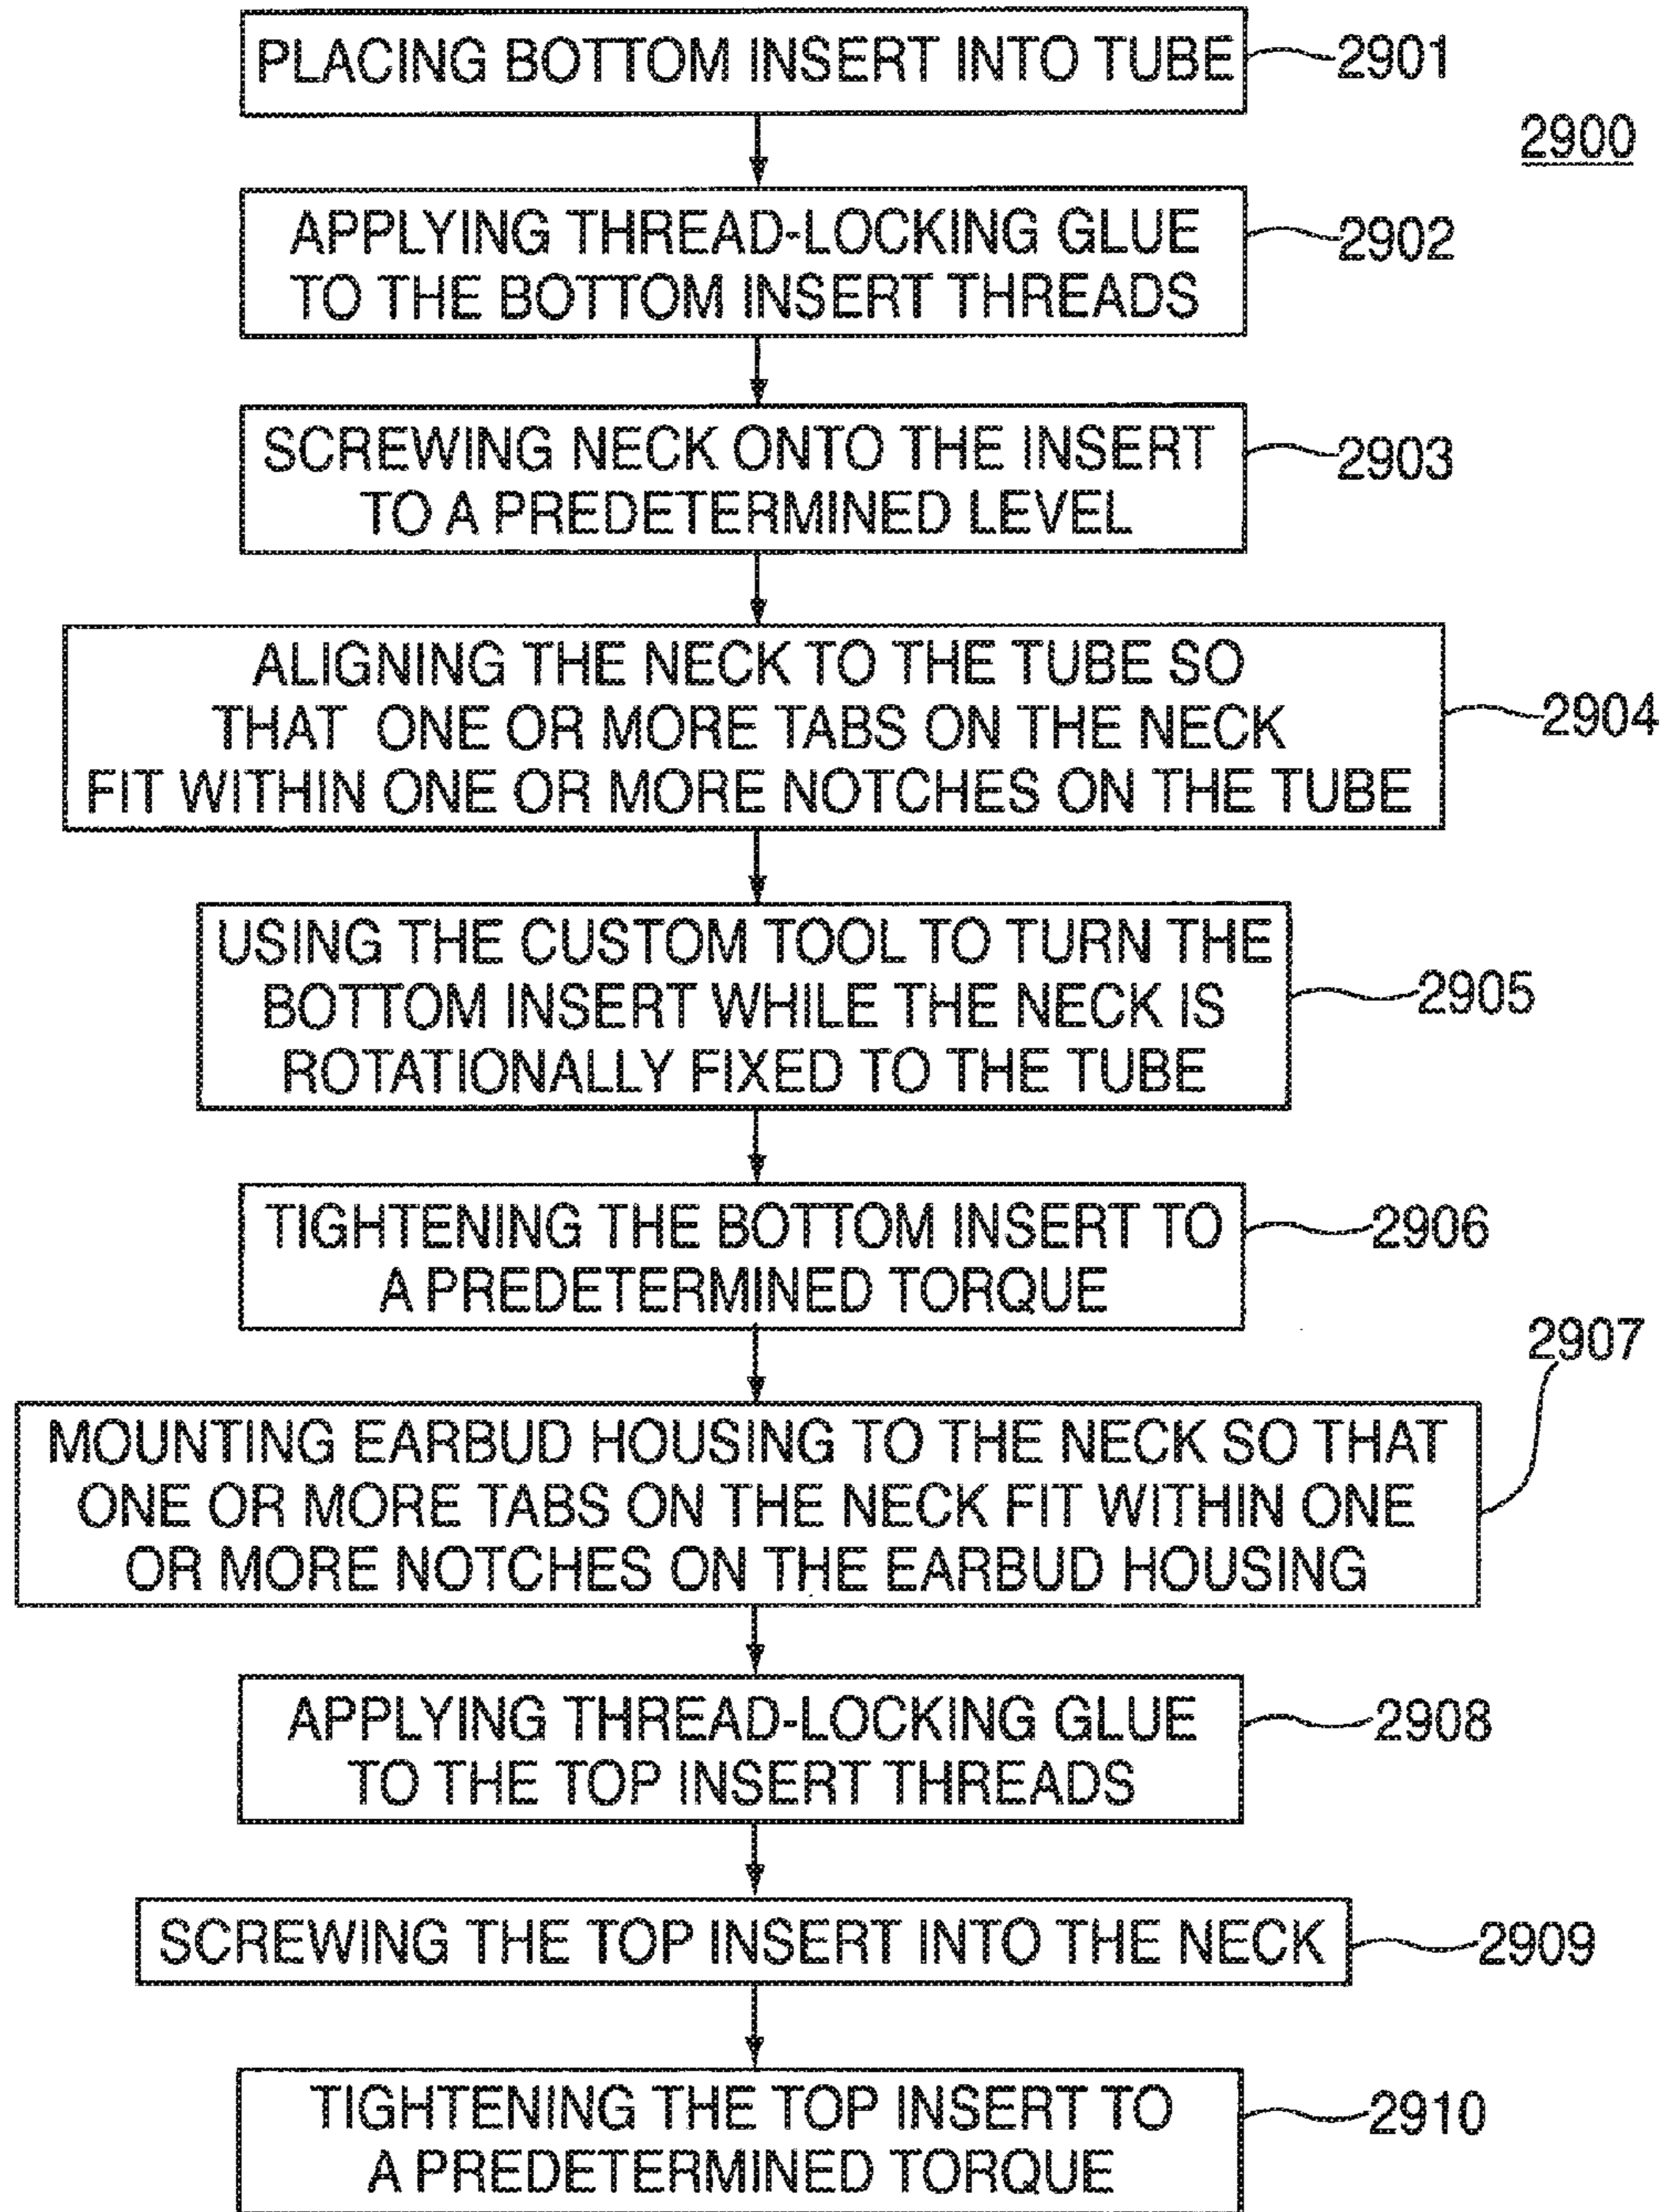 PLACING BOTTOM INSERT INTO TUBE
2901
2900
APPLYING THREAD-LOCKING GLUE
TO THE BOTTOM INSERT THREADS
2902
SCREWING NECK ONTO THE INSERT
TO A PREDETERMINED LEVEL
2903
ALIGNING THE NECK TO THE TUBE SO
THAT ONE OR MORE TABS ON THE NECK
FIT WITHIN ONE OR MORE NOTCHES ON THE TUBE
2904
USING THE CUSTOM TOOL TO TURN THE
BOTTOM INSERT WHILE THE NECK IS
ROTATIONALLY FIXED TO THE TUBE
2905
TIGHTENING THE BOTTOM INSERT TO
A PREDETERMINED TORQUE
2906
MOUNTING EARBUD HOUSING TO THE NECK SO THAT
ONE OR MORE TABS ON THE NECK FIT WITHIN ONE
OR MORE NOTCHES ON THE EARBUD HOUSING
2907
APPLYING THREAD-LOCKING GLUE
TO THE TOP INSERT THREADS
2908
SCREWING THE TOP INSERT INTO THE NECK
2909
TIGHTENING THE TOP INSERT TO
A PREDETERMINED TORQUE
2910